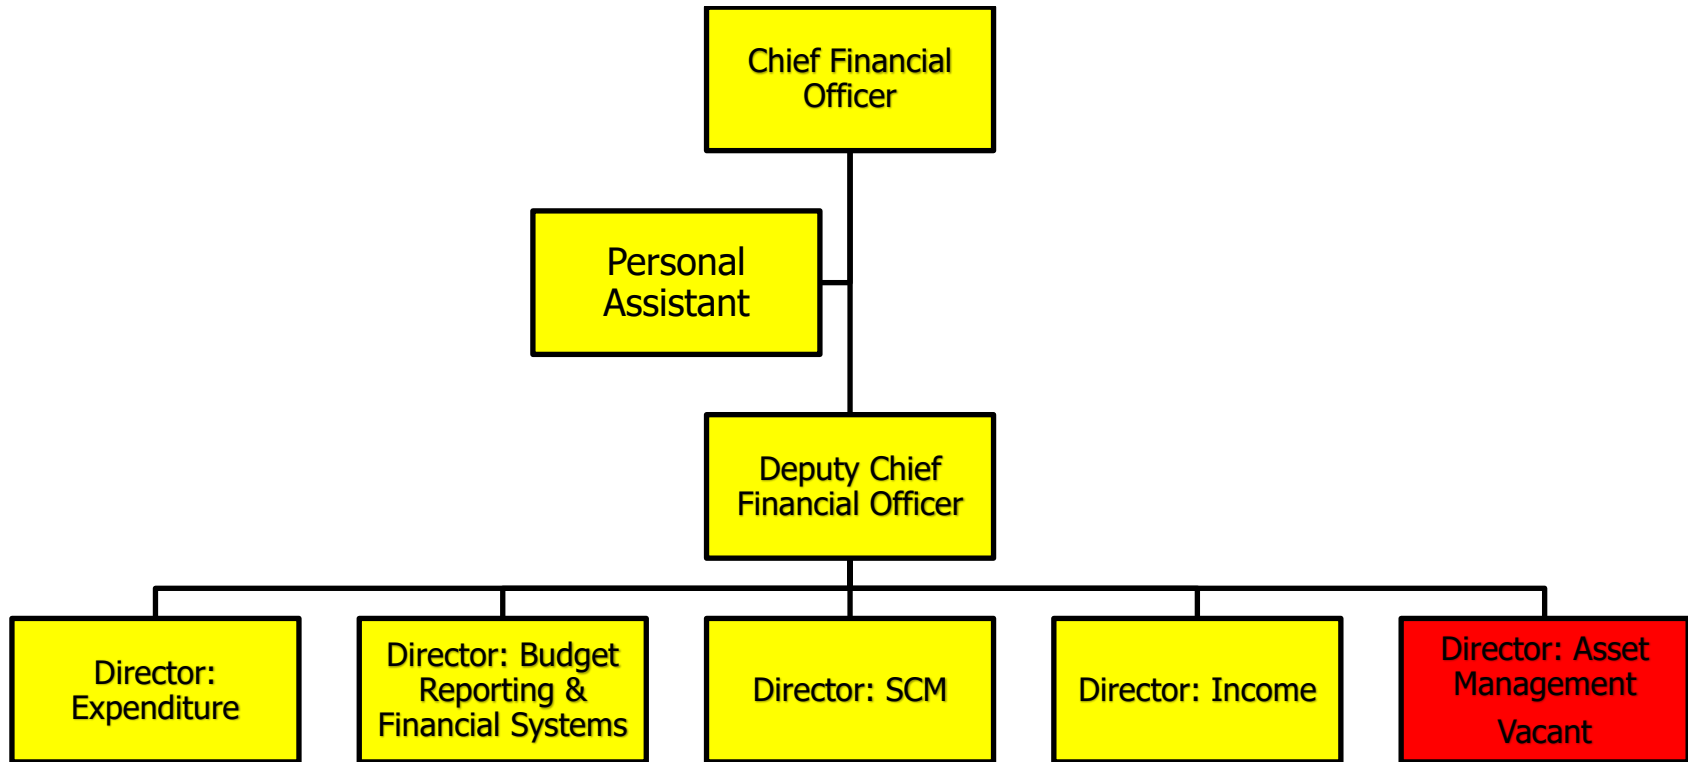 Chief Financial
Officer
Personal
Assistant
Deputy Chief
Financial Officer
Director:
Expenditure
Director: Budget
Reporting &
Financial Systems
Director: SCM
Director: Income
Director: Asset
Management
Vacant